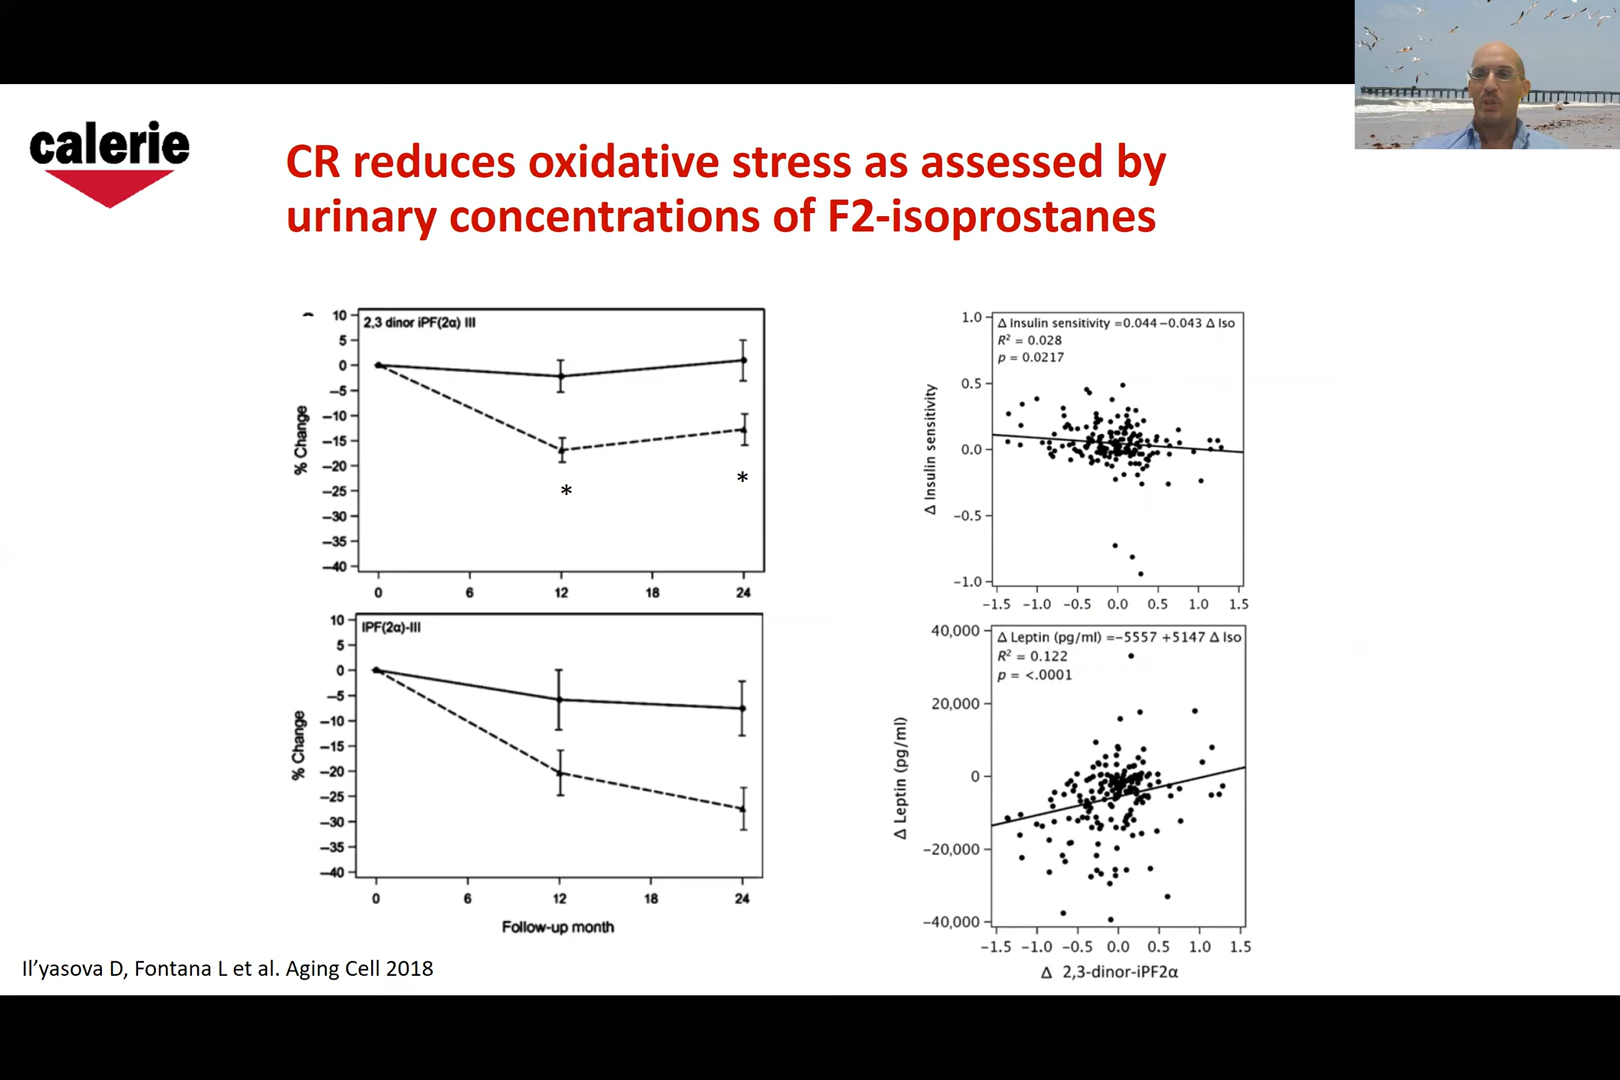 calerie
CR reduces oxidative stress as assessed by
urinary concentrations of F2-isoprostanes
2,3 dinor iPF(2α) III
% Change
10
5
0
−5
−10
−15
−20
−25
−30
−35
−40
*
*
0 6 12 18 24
IPF(2α)-III
% Change
10
5
0
−5
−10
−15
−20
−25
−30
−35
−40
0 6 12 18 24
Follow-up month
Δ Insulin sensitivity =0.044−0.043 Δ Iso
R² = 0.028
p = 0.0217
Δ Insulin sensitivity
1.0
0.5
0.0
−0.5
−1.0
−1.5 −1.0 −0.5 0.0 0.5 1.0 1.5
Δ Leptin (pg/ml) =−5557 +5147 Δ Iso
R² = 0.122
p = <.0001
Δ Leptin (pg/ml)
40,000
20,000
0
−20,000
−40,000
−1.5 −1.0 −0.5 0.0 0.5 1.0 1.5
Δ 2,3-dinor-iPF2α
Il’yasova D, Fontana L et al. Aging Cell 2018